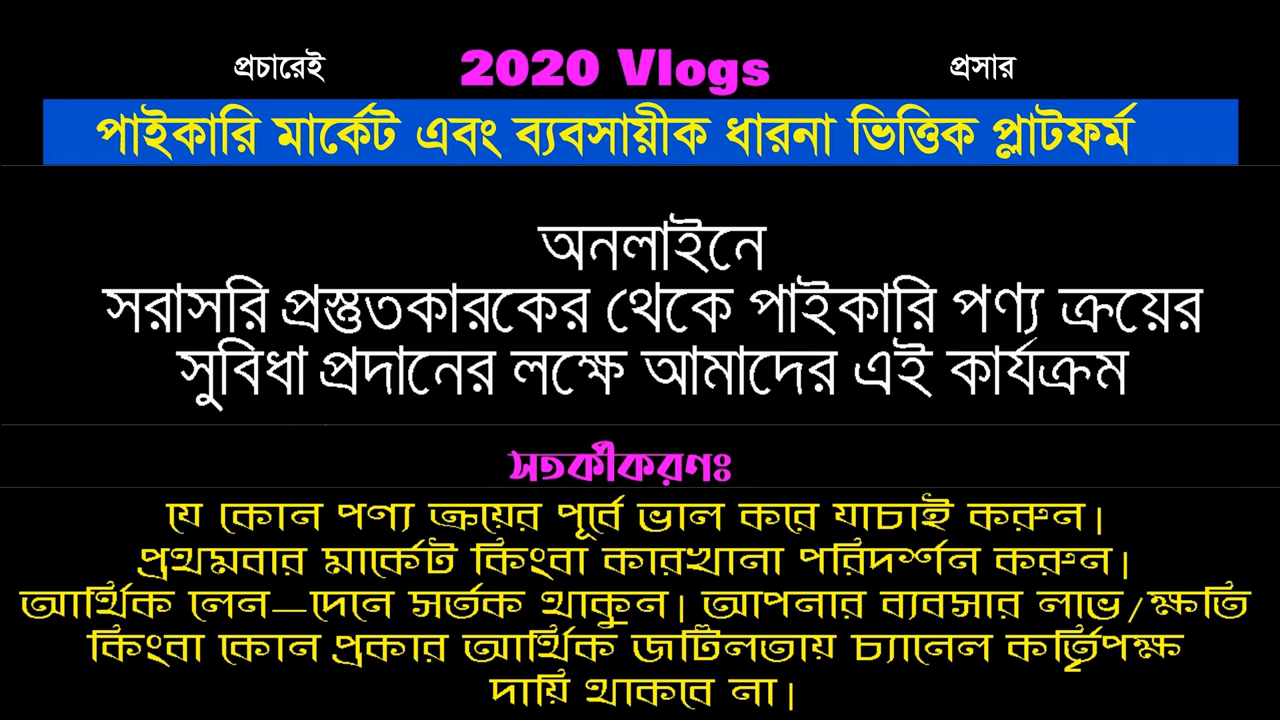 প্রচারেই 2020 Vlogs প্রসার
পাইকারি মার্কেট এবং ব্যবসায়ীক ধারনা ভিত্তিক প্লাটফর্ম
অনলাইনে
সরাসরি প্রস্তুতকারকের থেকে পাইকারি পণ্য ক্রয়ের
সুবিধা প্রদানের লক্ষে আমাদের এই কার্যক্রম
সতর্কীকরণঃ
যে কোন পণ্য ক্রয়ের পূর্বে ভাল করে যাচাই করুন।
প্রথমবার মার্কেট কিংবা কারখানা পরিদর্শন করুন।
আর্থিক লেন-দেনে সর্তক থাকুন। আপনার ব্যবসার লাভে/ক্ষতি
কিংবা কোন প্রকার আর্থিক জটিলতায় চ্যানেল কর্তৃিপক্ষ
দায়ি থাকবে না।